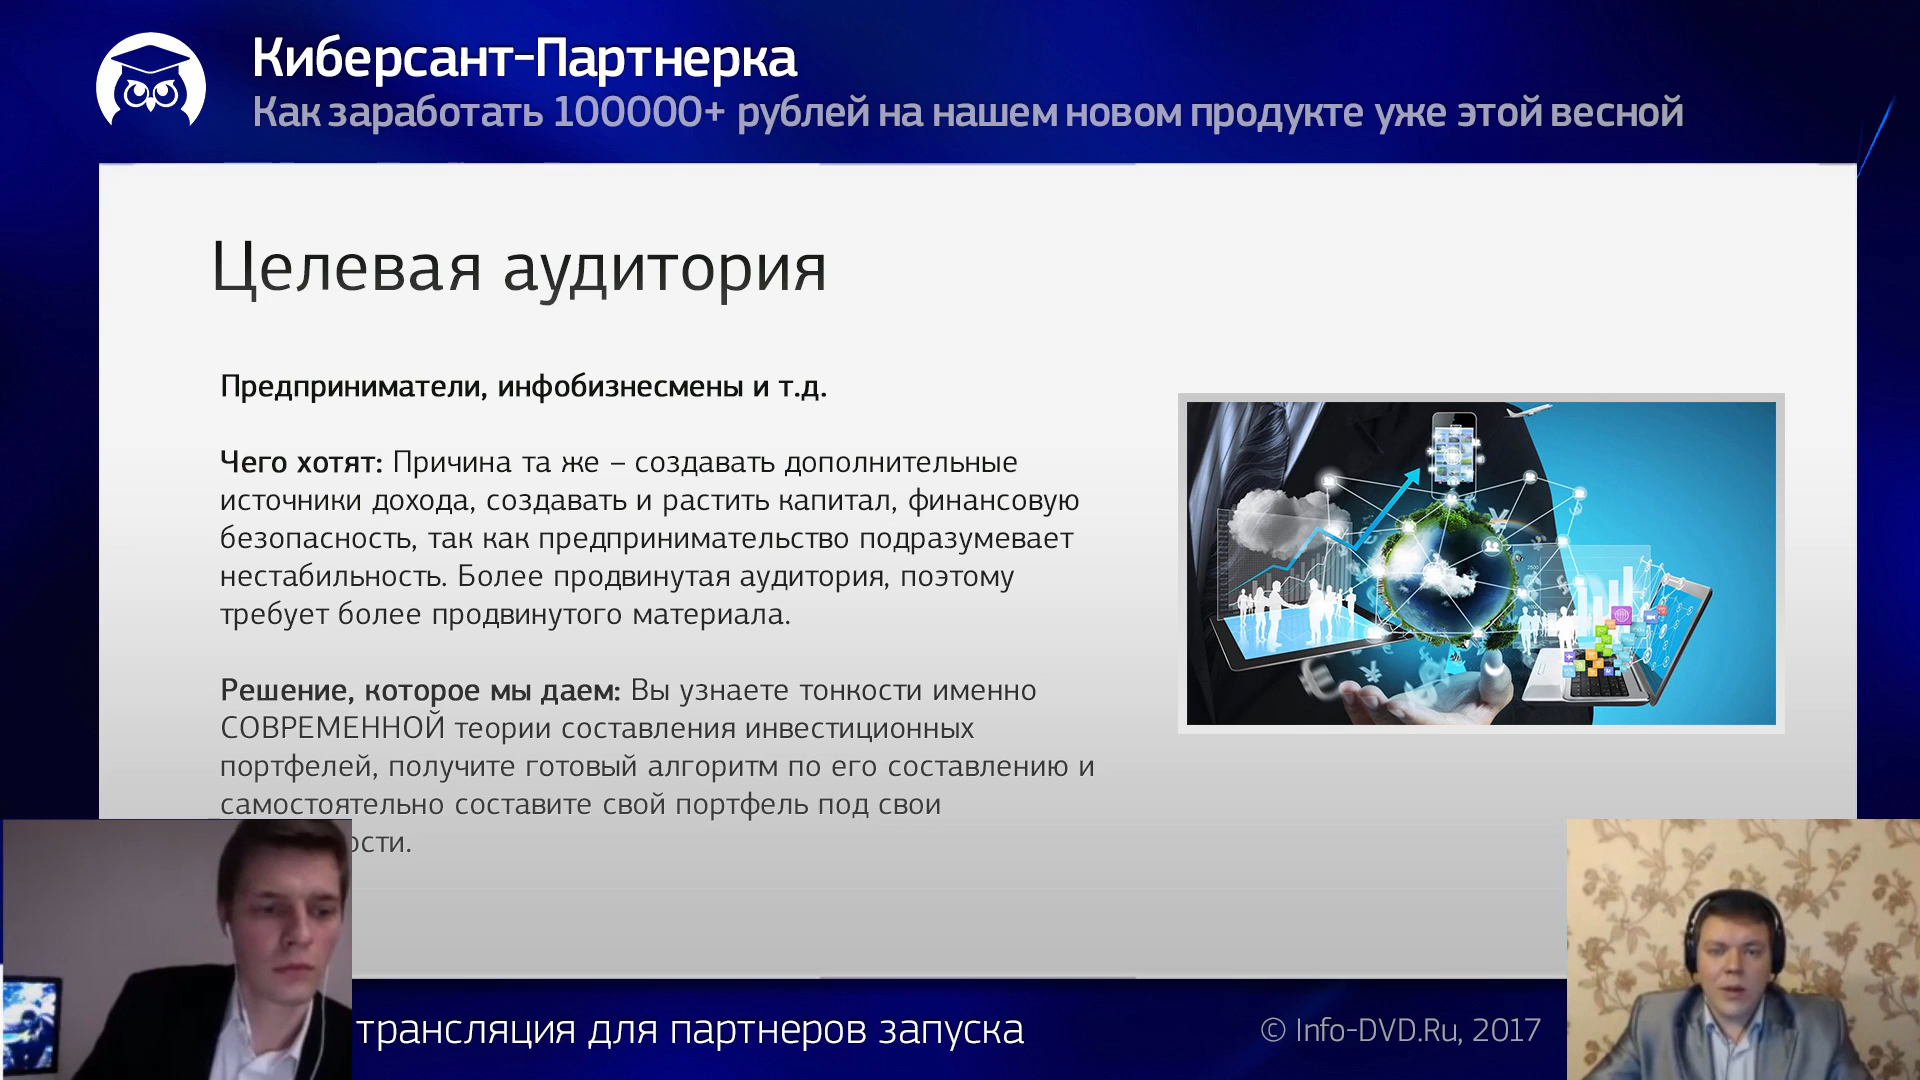 Киберсант-Партнерка
Как заработать 100000+ рублей на нашем новом продукте уже этой весной
Целевая аудитория
Предприниматели, инфобизнесмены и т.д.
Чего хотят: Причина та же – создавать дополнительные
источники дохода, создавать и растить капитал, финансовую
безопасность, так как предпринимательство подразумевает
нестабильность. Более продвинутая аудитория, поэтому
требует более продвинутого материала.
Решение, которое мы даем: Вы узнаете тонкости именно
СОВРЕМЕННОЙ теории составления инвестиционных
портфелей, получите готовый алгоритм по его составлению и
самостоятельно составите свой портфель под свои
трансляция для партнеров запуска
© Info-DVD.Ru, 2017